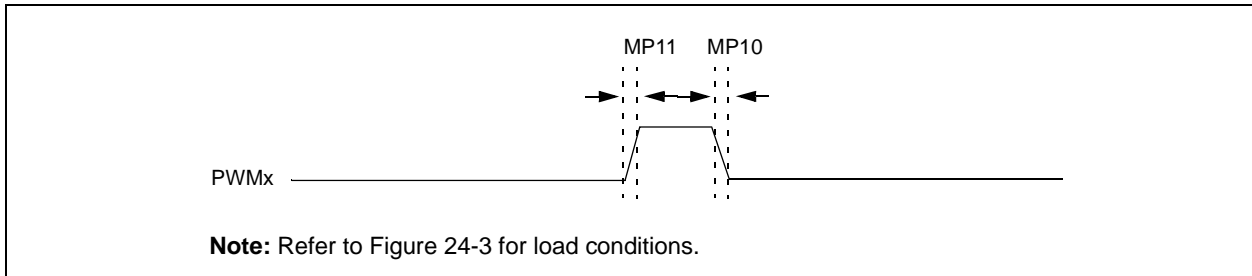 MP11 MP10
PWMx
Note: Refer to Figure 24-3 for load conditions.